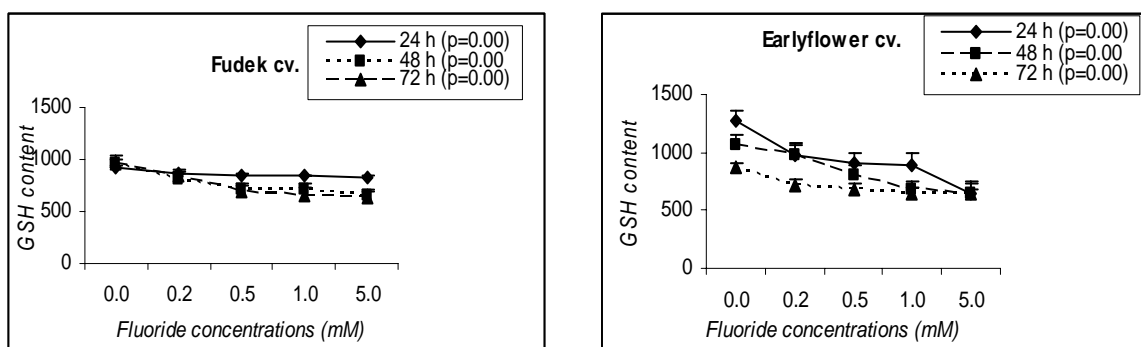 Fudek cv.
24 h (p=0.00)
48 h (p=0.00
72 h (p=0.00)
1500
1000
500
0
GSH content
0.0 0.2 0.5 1.0 5.0
Fluoride concentrations (mM)
Earlyflower cv.
24 h (p=0.00)
48 h (p=0.00
72 h (p=0.00)
1500
1000
500
0
GSH content
0.0 0.2 0.5 1.0 5.0
Fluoride concentrations (mM)